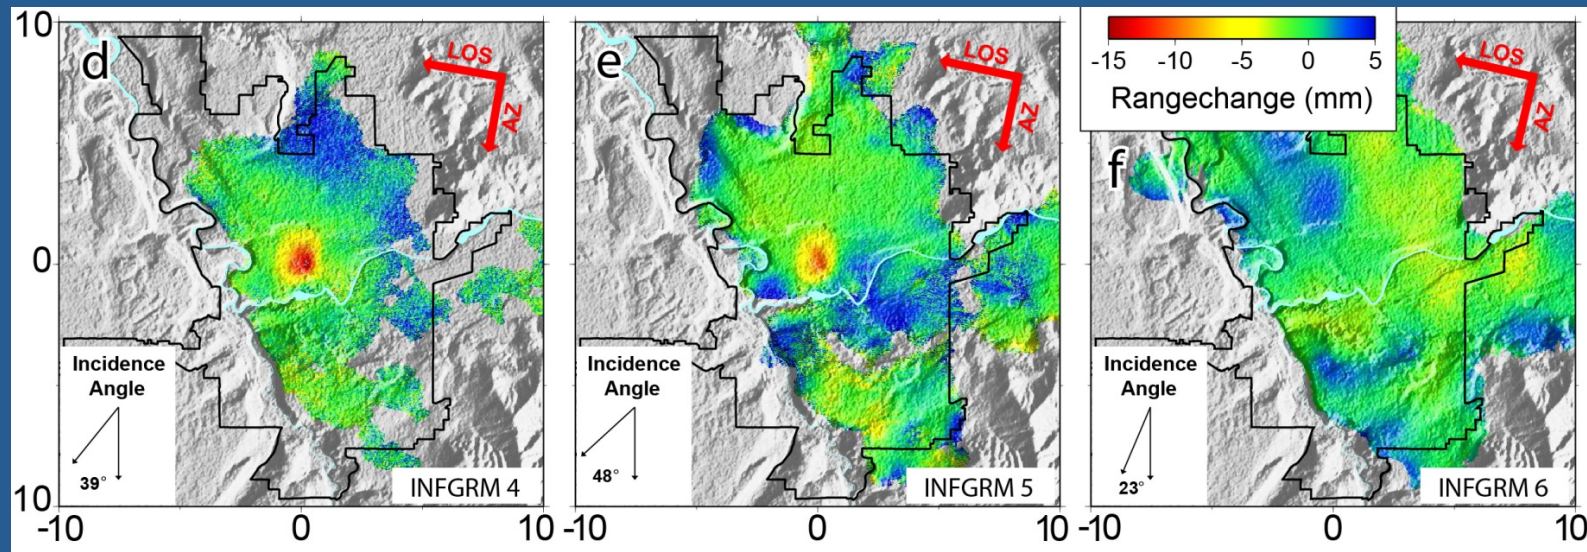 10
0
10
d
LOS
AZ
Incidence
Angle
39°
INFGRM 4
-10
0
10
e
LOS
AZ
Incidence
Angle
48°
INFGRM 5
-10
0
10
-15
-10
-5
0
5
Rangechange (mm)
f
LOS
AZ
Incidence
Angle
23°
INFGRM 6
-10
0
10